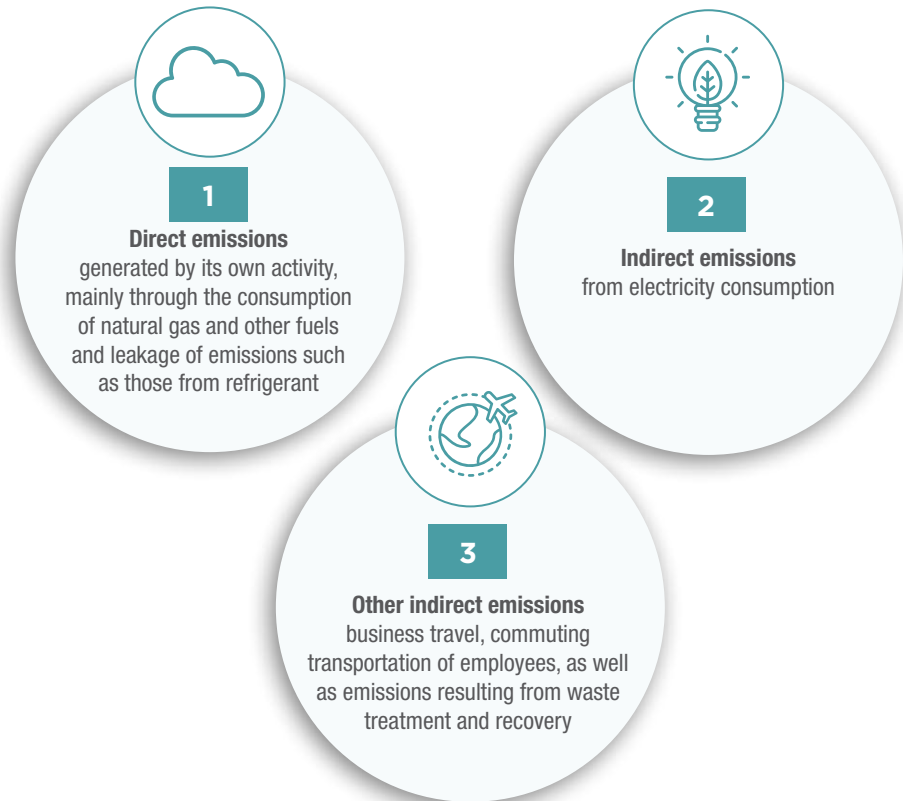 1
Direct emissions
generated by its own activity,
mainly through the consumption
of natural gas and other fuels
and leakage of emissions such
as those from refrigerant
2
Indirect emissions
from electricity consumption
3
Other indirect emissions
business travel, commuting
transportation of employees, as well
as emissions resulting from waste
treatment and recovery